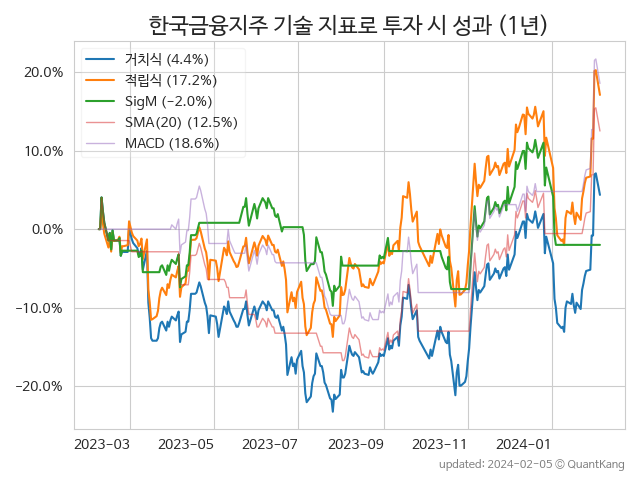 한국금융지주 기술 지표로 투자 시 성과 (1년)
거치식 (4.4%)
적립식 (17.2%)
SigM (−2.0%)
SMA(20) (12.5%)
MACD (18.6%)
20.0%
10.0%
0.0%
−10.0%
−20.0%
2023-03 2023-05 2023-07 2023-09 2023-11 2024-01
updated: 2024-02-05 ⓒ QuantKang